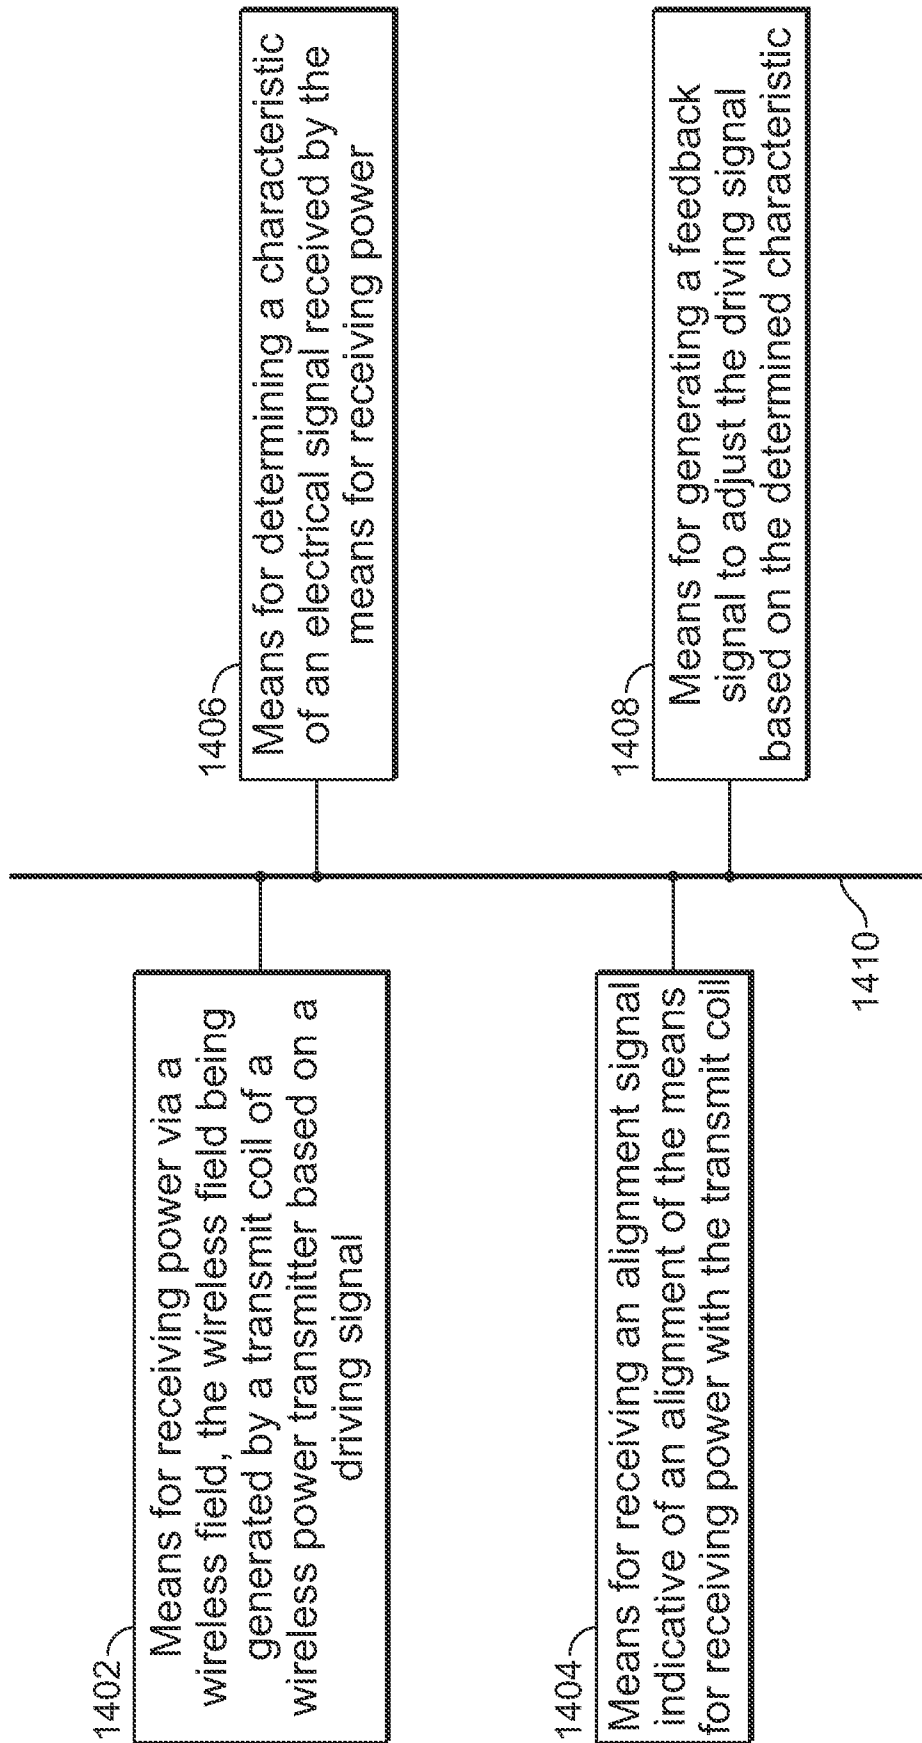 1402
Means for receiving power via a
wireless field, the wireless field being
generated by a transmit coil of a
wireless power transmitter based on a
driving signal
1406
Means for determining a characteristic
of an electrical signal received by the
means for receiving power
1404
Means for receiving an alignment signal
indicative of an alignment of the means
for receiving power with the transmit coil
1408
Means for generating a feedback
signal to adjust the driving signal
based on the determined characteristic
1410